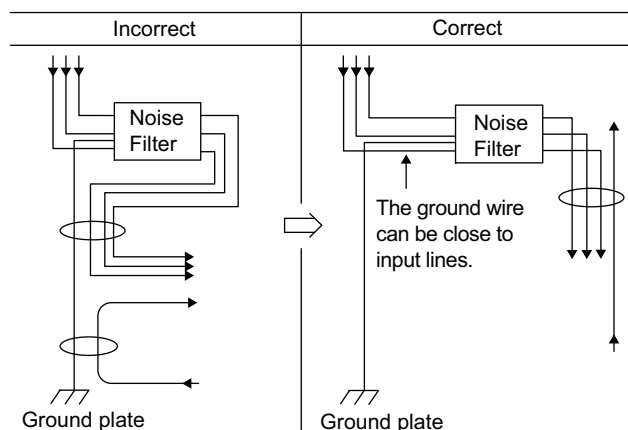 Incorrect
Correct
Noise
Filter
Ground plate
Noise
Filter
The ground wire
can be close to
input lines.
Ground plate